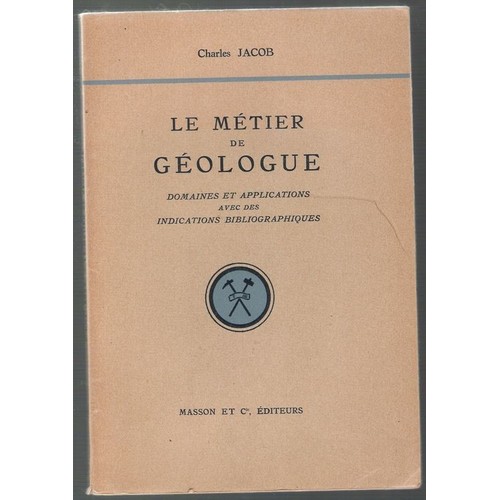 Charles JACOB
LE MÉTIER
DE
GÉOLOGUE
DOMAINES ET APPLICATIONS
AVEC DES
INDICATIONS BIBLIOGRAPHIQUES
MASSON ET Cⁱᵉ, ÉDITEURS